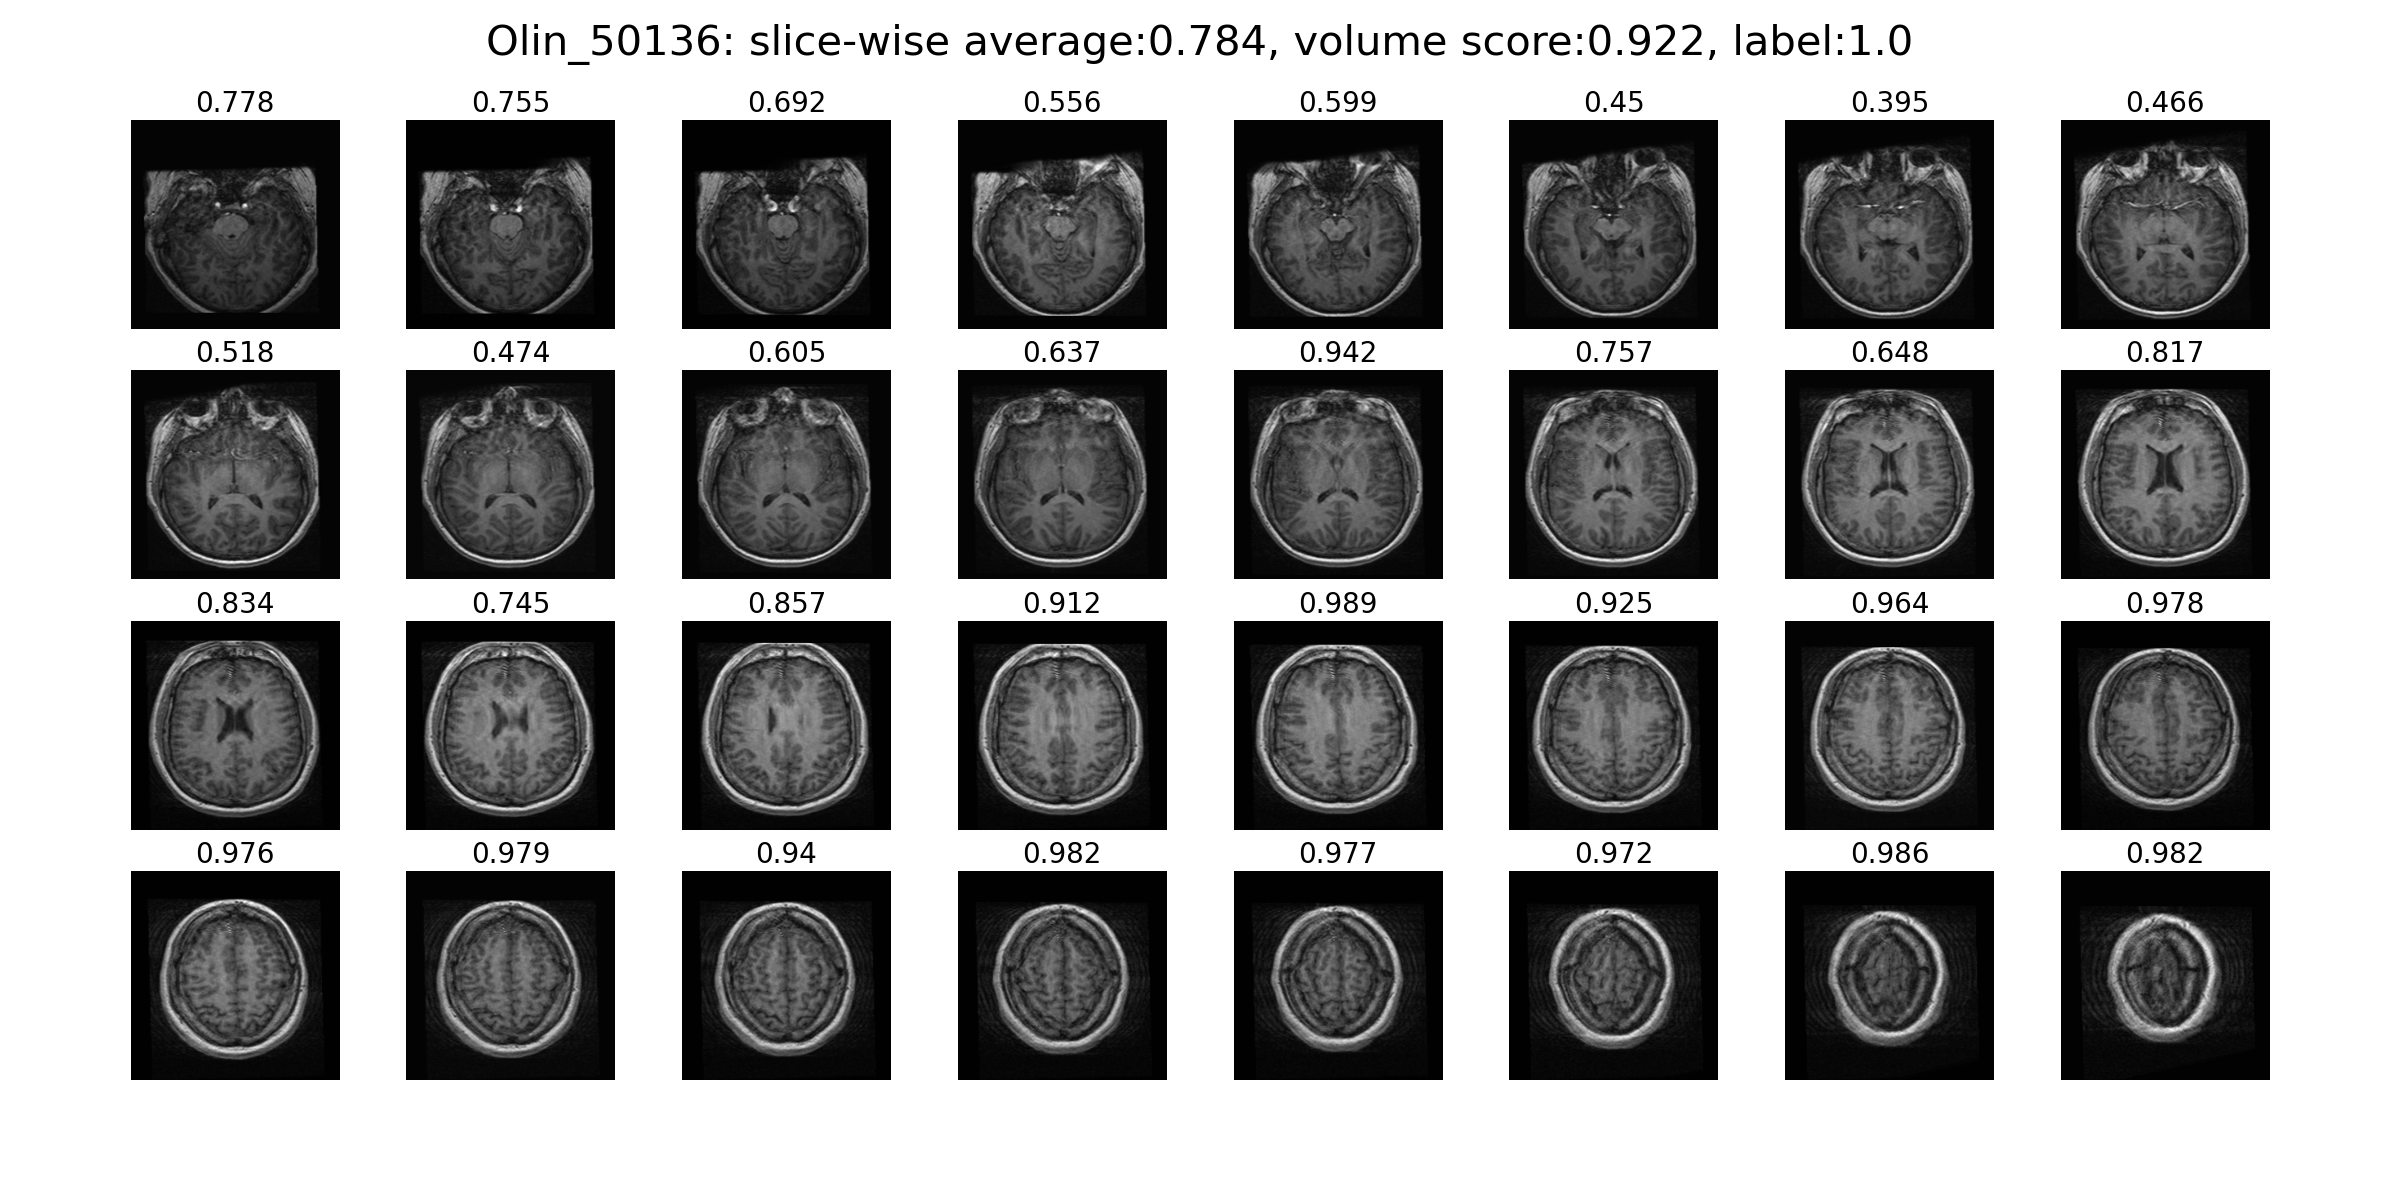 Olin_50136: slice-wise average:0.784, volume score:0.922, label:1.0
0.778 0.755 0.692 0.556 0.599 0.45 0.395 0.466
0.518 0.474 0.605 0.637 0.942 0.757 0.648 0.817
0.834 0.745 0.857 0.912 0.989 0.925 0.964 0.978
0.976 0.979 0.94 0.982 0.977 0.972 0.986 0.982